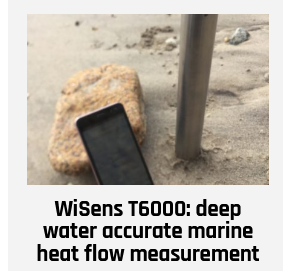 WiSens T6000: deep
water accurate marine
heat flow measurement